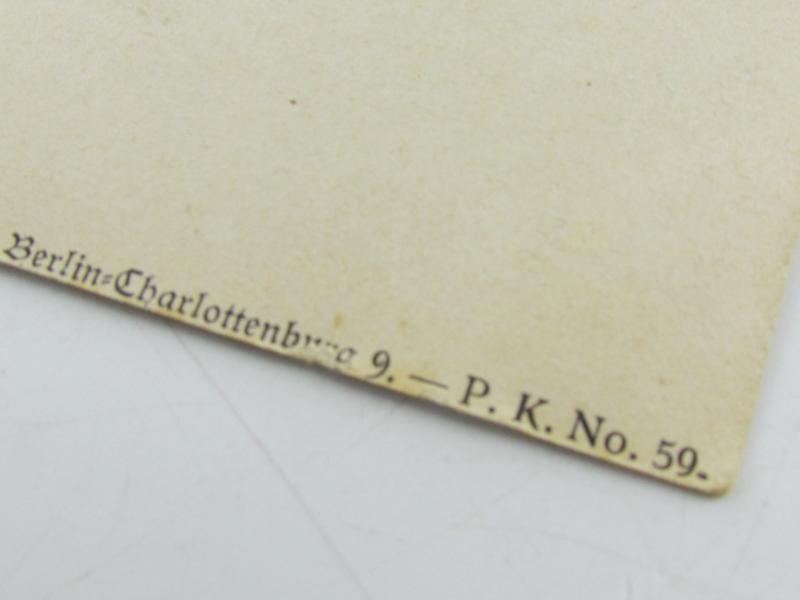 Berlin-Charlottenburg 9. — P. K. No. 59.